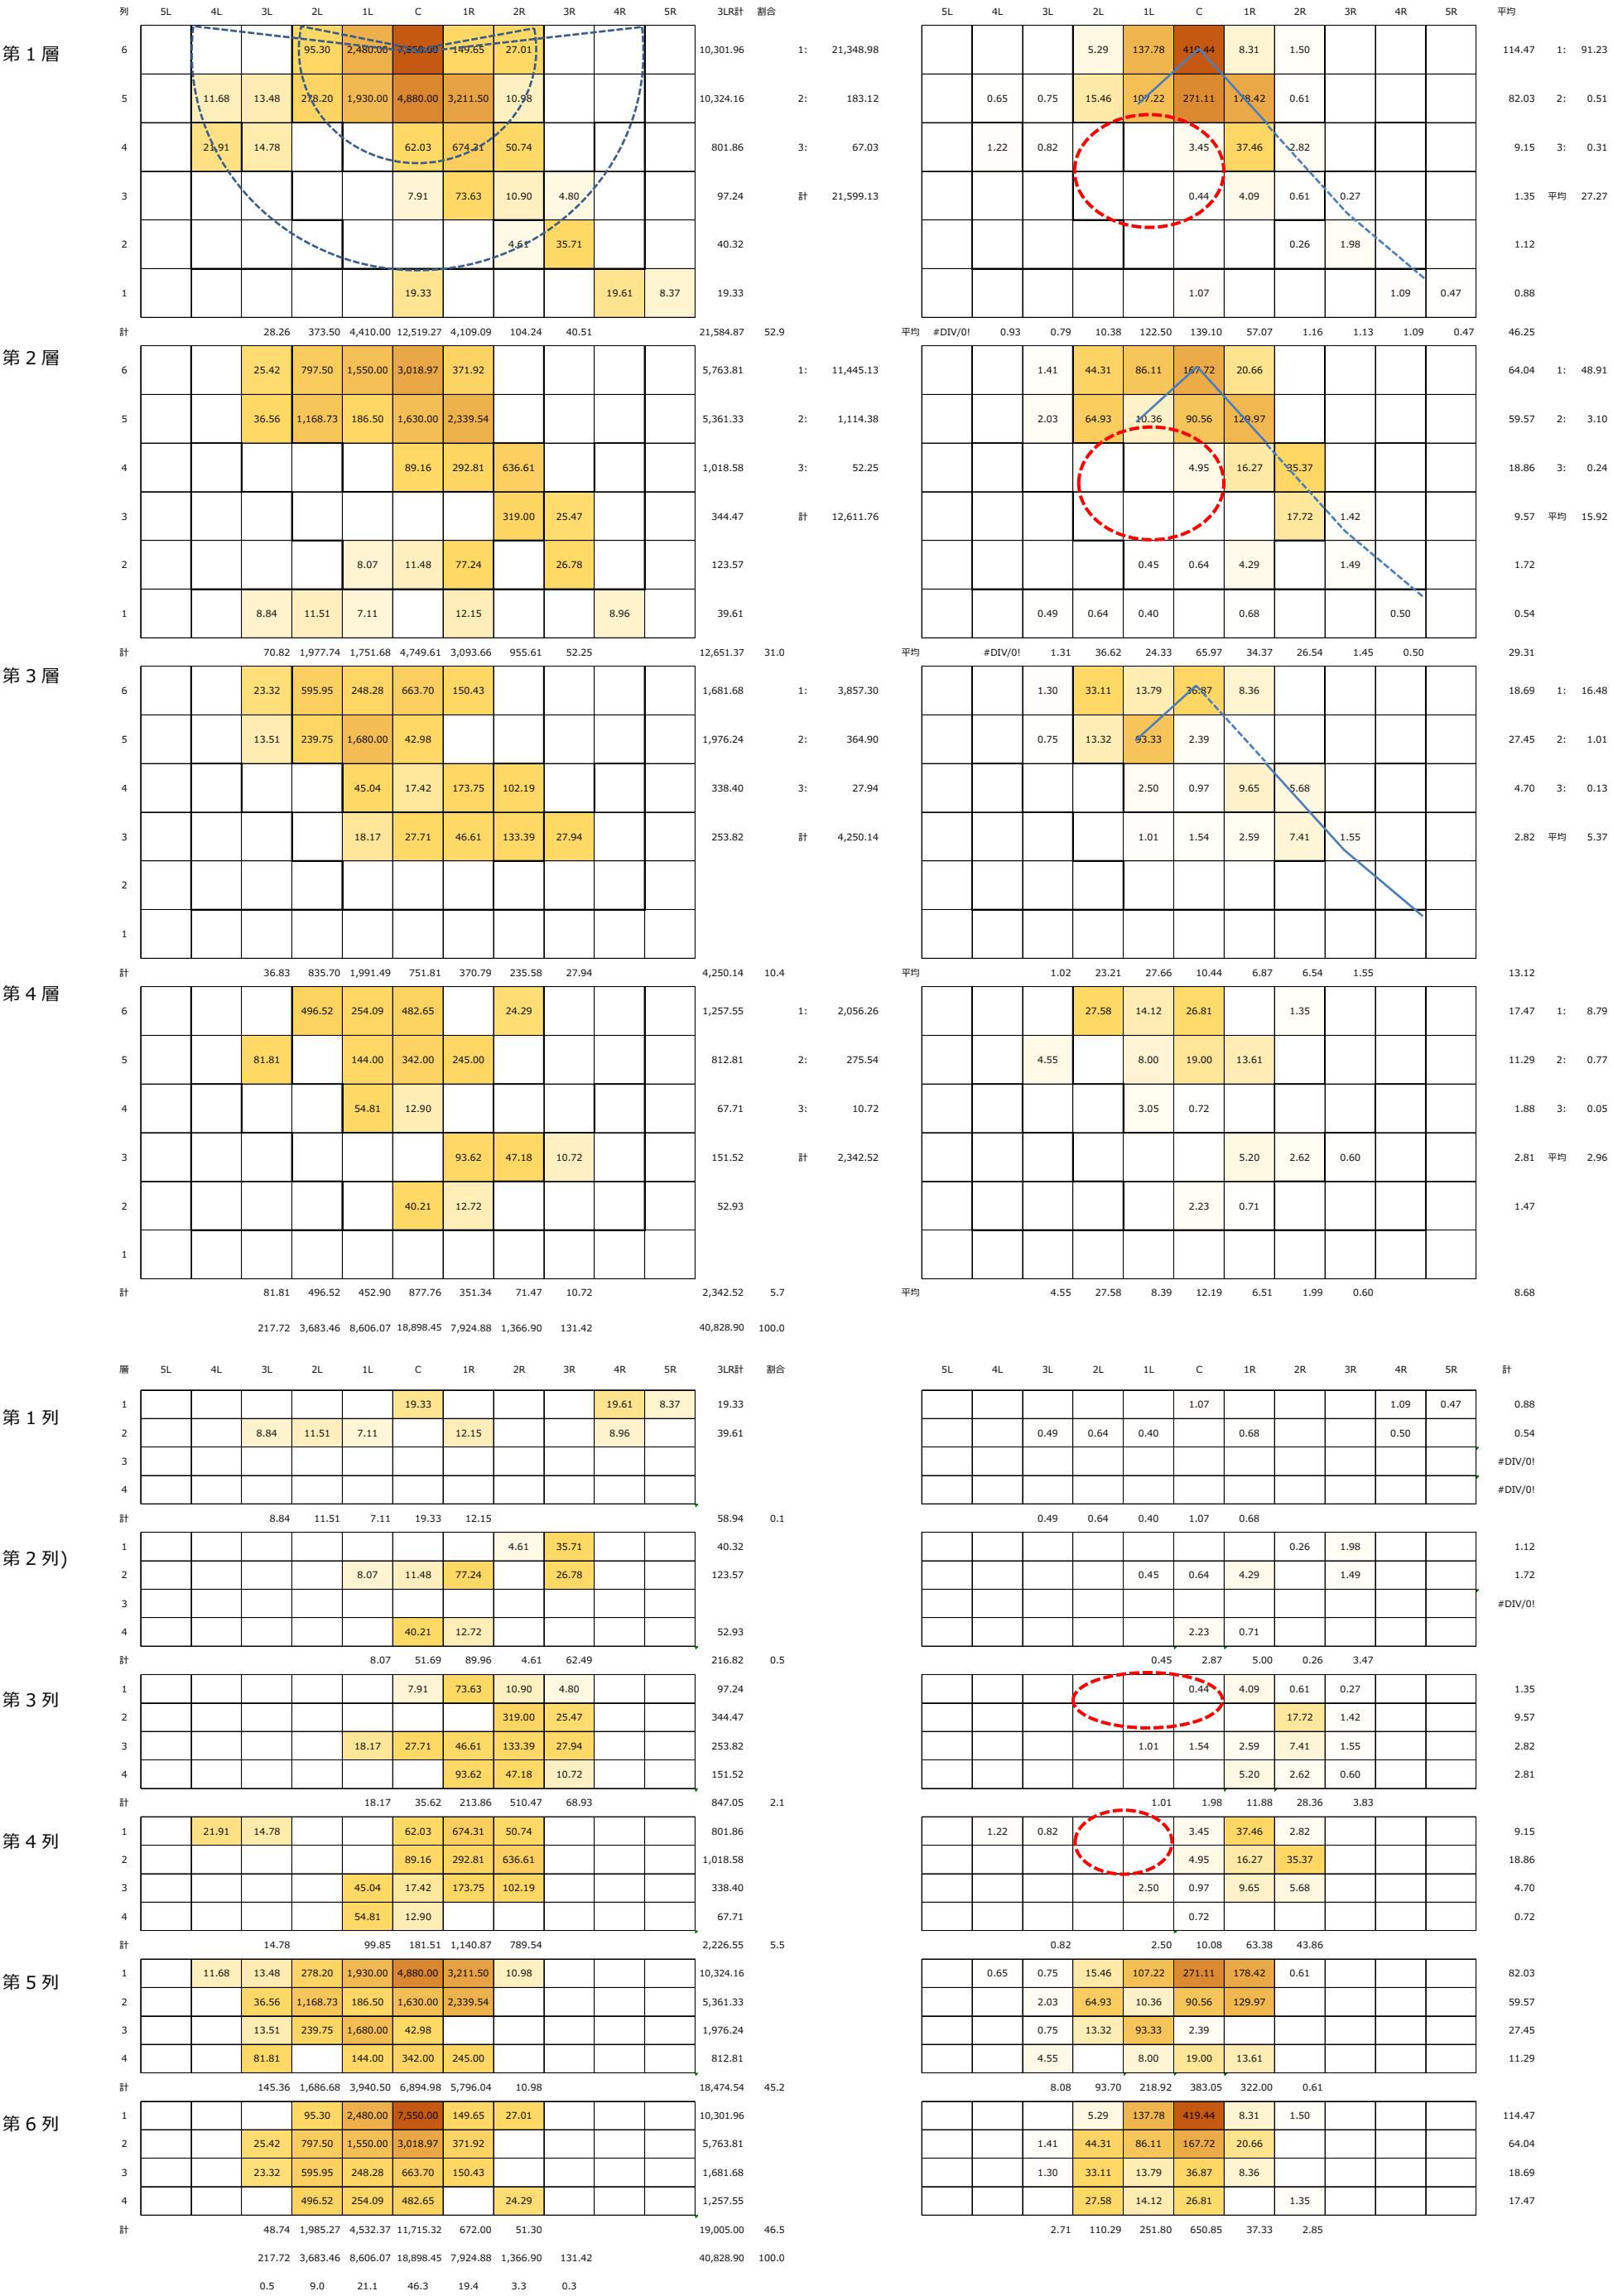 列 5L 4L 3L 2L 1L C 1R 2R 3R 4R 5R 3LR計 割合 5L 4L 3L 2L 1L C 1R 2R 3R 4R 5R 平均
第1層
6 95.30 2,480.00 149.65 27.01 10,301.96 1: 21,348.98 5.29 137.78 419.44 8.31 1.50 114.47 1: 91.23
5 11.68 13.48 278.20 1,930.00 4,880.00 3,211.50 10.98 10,324.16 2: 183.12 0.65 0.75 15.46 107.22 271.11 178.42 0.61 82.03 2: 0.51
4 21.91 14.78 62.03 674.31 50.74 801.86 3: 67.03 1.22 0.82 3.45 37.46 2.82 9.15 3: 0.31
3 7.91 73.63 10.90 4.80 97.24 計 21,599.13 0.44 4.09 0.61 0.27 1.35 平均 27.27
2 4.61 35.71 40.32 0.26 1.98 1.12
1 19.33 19.61 8.37 19.33 1.07 1.09 0.47 0.88
計 28.26 373.50 4,410.00 12,519.27 4,109.09 104.24 40.51 21,584.87 52.9 平均 #DIV/0! 0.93 0.79 10.38 122.50 139.10 57.07 1.16 1.13 1.09 0.47 46.25
第2層
6 25.42 797.50 1,550.00 3,018.97 371.92 5,763.81 1: 11,445.13 1.41 44.31 86.11 167.72 20.66 64.04 1: 48.91
5 36.56 1,168.73 186.50 1,630.00 2,339.54 5,361.33 2: 1,114.38 2.03 64.93 10.36 90.56 129.97 59.57 2: 3.10
4 89.16 292.81 636.61 1,018.58 3: 52.25 4.95 16.27 35.37 18.86 3: 0.24
3 319.00 25.47 344.47 計 12,611.76 17.72 1.42 9.57 平均 15.92
2 8.07 11.48 77.24 26.78 123.57 0.45 0.64 4.29 1.49 1.72
1 8.84 11.51 7.11 12.15 8.96 39.61 0.49 0.64 0.40 0.68 0.50 0.54
計 70.82 1,977.74 1,751.68 4,749.61 3,093.66 955.61 52.25 12,651.37 31.0 平均 #DIV/0! 1.31 36.62 24.33 65.97 34.37 26.54 1.45 0.50 29.31
第3層
6 23.32 595.95 248.28 663.70 150.43 1,681.68 1: 3,857.30 1.30 33.11 13.79 36.87 8.36 18.69 1: 16.48
5 13.51 239.75 1,680.00 42.98 1,976.24 2: 364.90 0.75 13.32 93.33 2.39 27.45 2: 1.01
4 45.04 17.42 173.75 102.19 338.40 3: 27.94 2.50 0.97 9.65 5.68 4.70 3: 0.13
3 18.17 27.71 46.61 133.39 27.94 253.82 計 4,250.14 1.01 1.54 2.59 7.41 1.55 2.82 平均 5.37
2
1
計 36.83 835.70 1,991.49 751.81 370.79 235.58 27.94 4,250.14 10.4 平均 1.02 23.21 27.66 10.44 6.87 6.54 1.55 13.12
第4層
6 496.52 254.09 482.65 24.29 1,257.55 1: 2,056.26 27.58 14.12 26.81 1.35 17.47 1: 8.79
5 81.81 144.00 342.00 245.00 812.81 2: 275.54 4.55 8.00 19.00 13.61 11.29 2: 0.77
4 54.81 12.90 67.71 3: 10.72 3.05 0.72 1.88 3: 0.05
3 93.62 47.18 10.72 151.52 計 2,342.52 5.20 2.62 0.60 2.81 平均 2.96
2 40.21 12.72 52.93 2.23 0.71 1.47
1
計 81.81 496.52 452.90 877.76 351.34 71.47 10.72 2,342.52 5.7 平均 4.55 27.58 8.39 12.19 6.51 1.99 0.60 8.68
217.72 3,683.46 8,606.07 18,898.45 7,924.88 1,366.90 131.42 40,828.90 100.0
層 5L 4L 3L 2L 1L C 1R 2R 3R 4R 5R 3LR計 割合 5L 4L 3L 2L 1L C 1R 2R 3R 4R 5R 計
第1列
1 19.33 19.61 8.37 19.33 1.07 1.09 0.47 0.88
2 8.84 11.51 7.11 12.15 8.96 39.61 0.49 0.64 0.40 0.68 0.50 0.54
3 #DIV/0!
4 #DIV/0!
計 8.84 11.51 7.11 19.33 12.15 58.94 0.1 0.49 0.64 0.40 1.07 0.68
第2列)
1 4.61 35.71 40.32 0.26 1.98 1.12
2 8.07 11.48 77.24 26.78 123.57 0.45 0.64 4.29 1.49 1.72
3 #DIV/0!
4 40.21 12.72 52.93 2.23 0.71
計 8.07 51.69 89.96 4.61 62.49 216.82 0.5 0.45 2.87 5.00 0.26 3.47
第3列
1 7.91 73.63 10.90 4.80 97.24 0.44 4.09 0.61 0.27 1.35
2 319.00 25.47 344.47 17.72 1.42 9.57
3 18.17 27.71 46.61 133.39 27.94 253.82 1.01 1.54 2.59 7.41 1.55 2.82
4 93.62 47.18 10.72 151.52 5.20 2.62 0.60 2.81
計 18.17 35.62 213.86 510.47 68.93 847.05 2.1 1.01 1.98 11.88 28.36 3.83
第4列
1 21.91 14.78 62.03 674.31 50.74 801.86 1.22 0.82 3.45 37.46 2.82 9.15
2 89.16 292.81 636.61 1,018.58 4.95 16.27 35.37 18.86
3 45.04 17.42 173.75 102.19 338.40 2.50 0.97 9.65 5.68 4.70
4 54.81 12.90 67.71 0.72 0.72
計 14.78 99.85 181.51 1,140.87 789.54 2,226.55 5.5 0.82 2.50 10.08 63.38 43.86
第5列
1 11.68 13.48 278.20 1,930.00 4,880.00 3,211.50 10.98 10,324.16 0.65 0.75 15.46 107.22 271.11 178.42 0.61 82.03
2 36.56 1,168.73 186.50 1,630.00 2,339.54 5,361.33 2.03 64.93 10.36 90.56 129.97 59.57
3 13.51 239.75 1,680.00 42.98 1,976.24 0.75 13.32 93.33 2.39 27.45
4 81.81 144.00 342.00 245.00 812.81 4.55 8.00 19.00 13.61 11.29
計 145.36 1,686.68 3,940.50 6,894.98 5,796.04 10.98 18,474.54 45.2 8.08 93.70 218.92 383.05 322.00 0.61
第6列
1 95.30 2,480.00 7,550.00 149.65 27.01 10,301.96 5.29 137.78 419.44 8.31 1.50 114.47
2 25.42 797.50 1,550.00 3,018.97 371.92 5,763.81 1.41 44.31 86.11 167.72 20.66 64.04
3 23.32 595.95 248.28 663.70 150.43 1,681.68 1.30 33.11 13.79 36.87 8.36 18.69
4 496.52 254.09 482.65 24.29 1,257.55 27.58 14.12 26.81 1.35 17.47
計 48.74 1,985.27 4,532.37 11,715.32 672.00 51.30 19,005.00 46.5 2.71 110.29 251.80 650.85 37.33 2.85
217.72 3,683.46 8,606.07 18,898.45 7,924.88 1,366.90 131.42 40,828.90 100.0
0.5 9.0 21.1 46.3 19.4 3.3 0.3